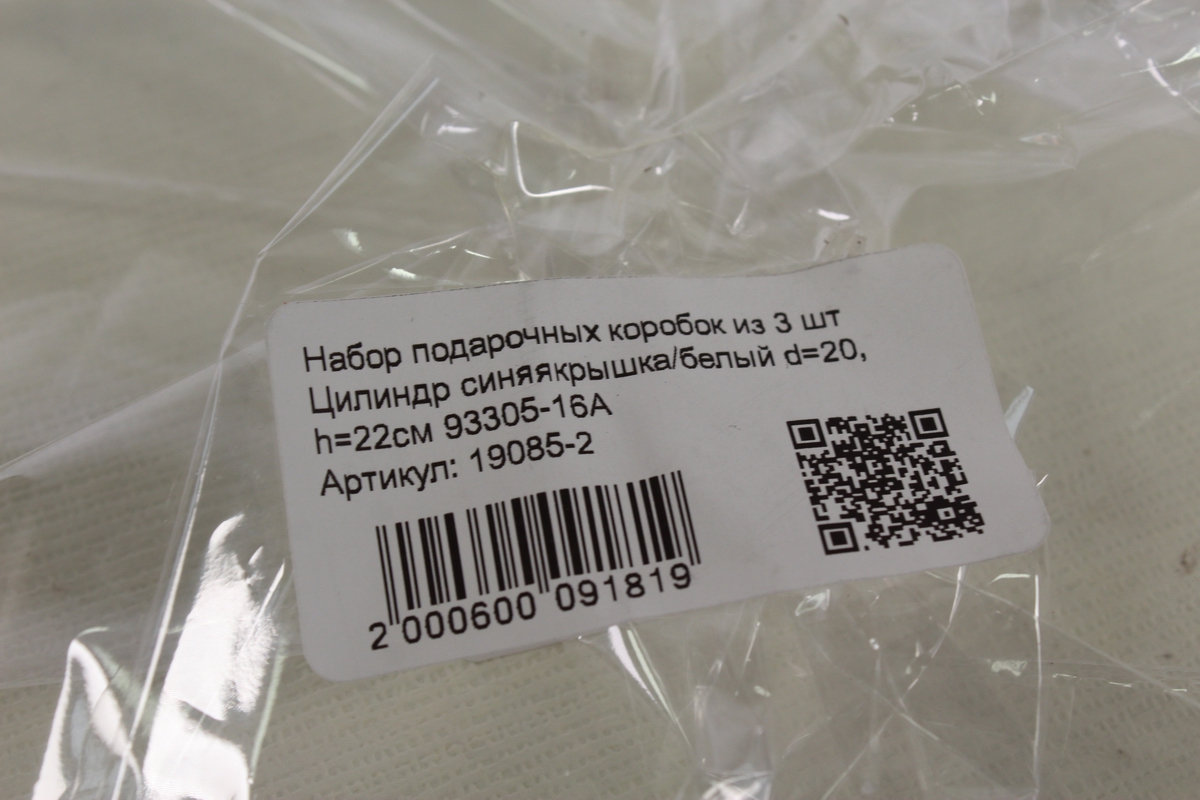 Набор подарочных коробок из 3 шт
Цилиндр синяякрышка/белый d=20,
h=22см 93305-16А
Артикул: 19085-2
2 000600 091819